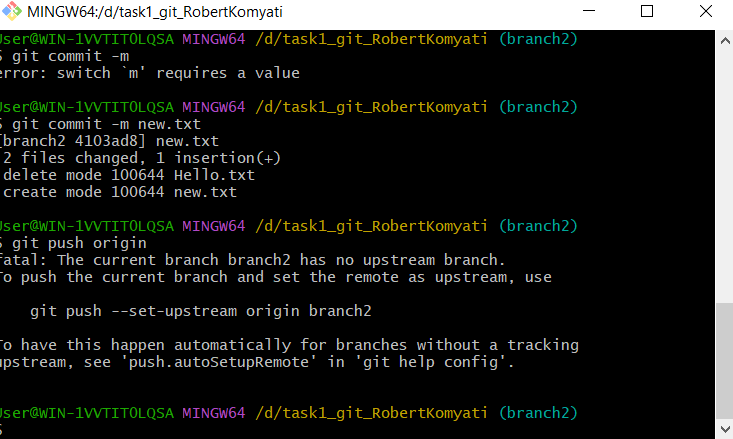 MINGW64:/d/task1_git_RobertKomyati
User@WIN-1VVTITOLQSA MINGW64 /d/task1_git_RobertKomyati (branch2)
$ git commit -m
error: switch `m' requires a value
User@WIN-1VVTITOLQSA MINGW64 /d/task1_git_RobertKomyati (branch2)
$ git commit -m new.txt
[branch2 4103ad8] new.txt
2 files changed, 1 insertion(+)
delete mode 100644 Hello.txt
create mode 100644 new.txt
User@WIN-1VVTITOLQSA MINGW64 /d/task1_git_RobertKomyati (branch2)
$ git push origin
fatal: The current branch branch2 has no upstream branch.
To push the current branch and set the remote as upstream, use
git push --set-upstream origin branch2
To have this happen automatically for branches without a tracking
upstream, see 'push.autoSetupRemote' in 'git help config'.
User@WIN-1VVTITOLQSA MINGW64 /d/task1_git_RobertKomyati (branch2)
$